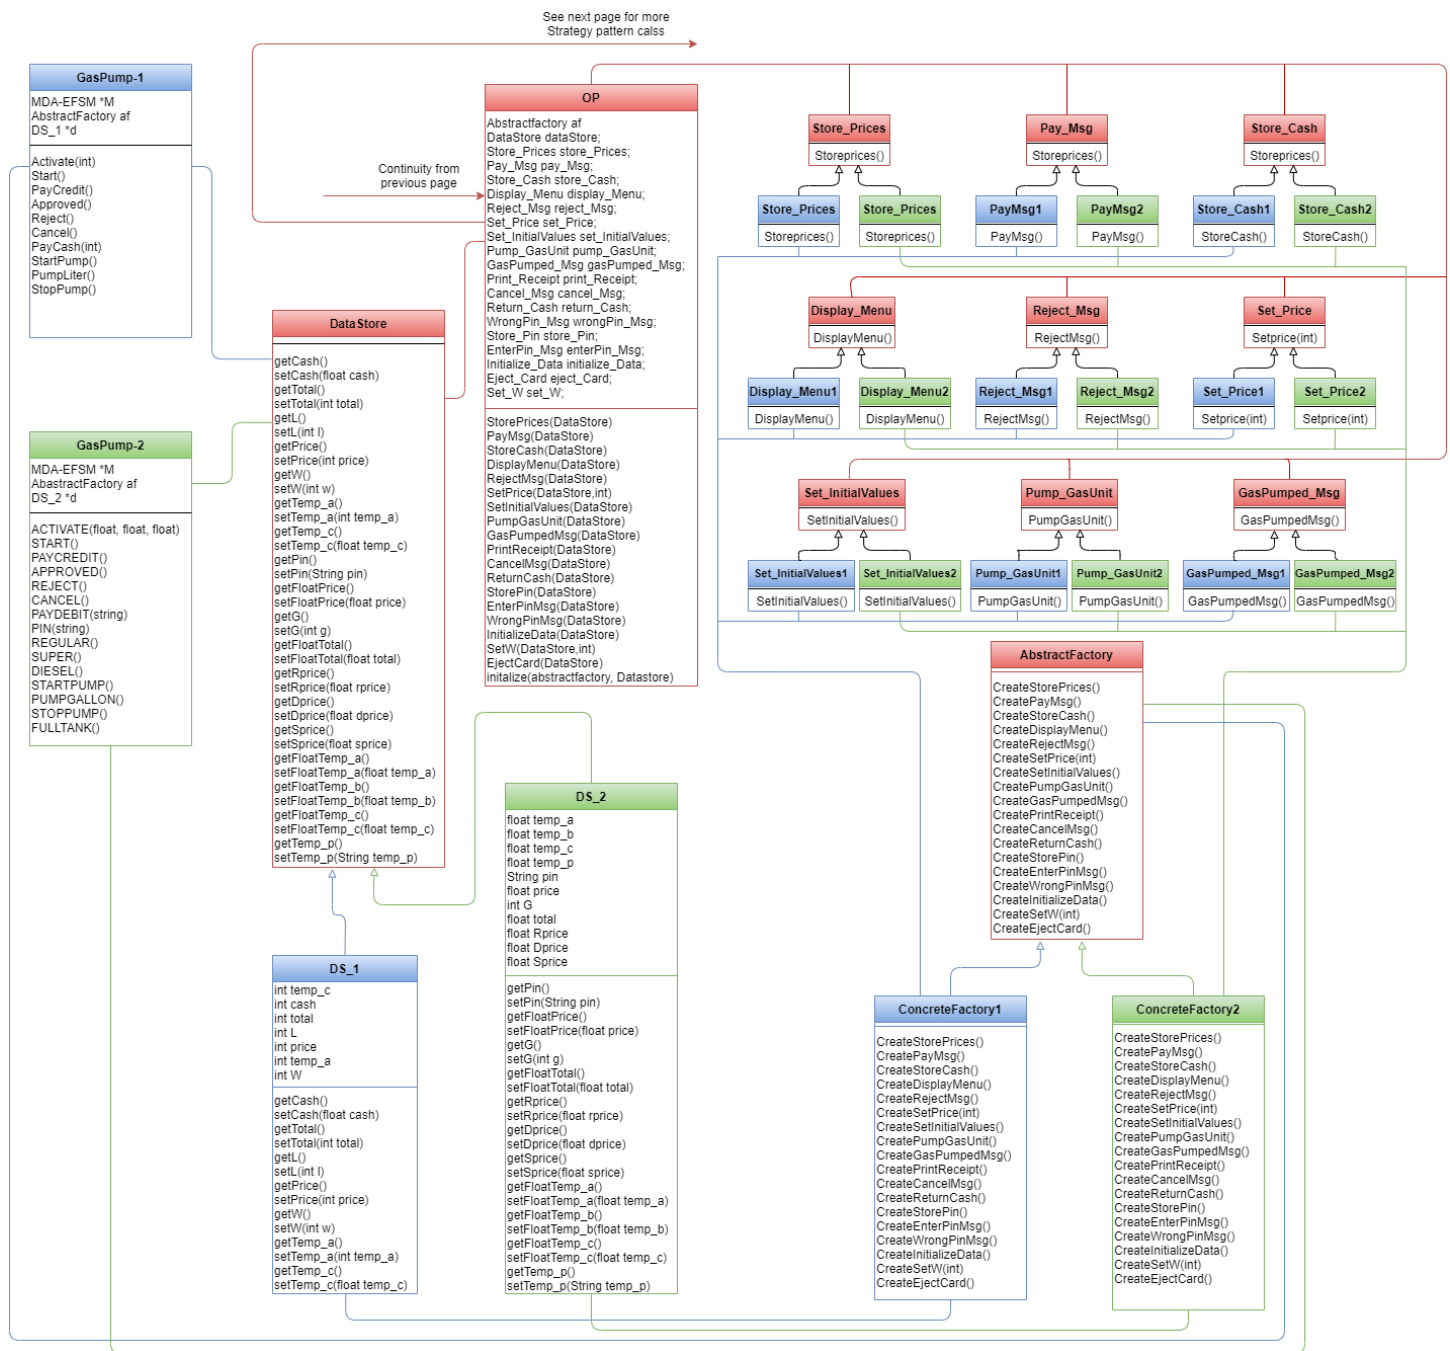 See next page for more
Strategy pattern calss
GasPump-1
MDA-EFSM *M
AbstractFactory af
DS_1 *d
Activate(int)
Start()
PayCredit()
Approved()
Reject()
Cancel()
PayCash(int)
StartPump()
PumpLiter()
StopPump()
GasPump-2
MDA-EFSM *M
AbastractFactory af
DS_2 *d
ACTIVATE(float, float, float)
START()
PAYCREDIT()
APPROVED()
REJECT()
CANCEL()
PAYDEBIT(string)
PIN(string)
REGULAR()
SUPER()
DIESEL()
STARTPUMP()
PUMPGALLON()
STOPPUMP()
FULLTANK()
Continuity from
previous page
DataStore
getCash()
setCash(float cash)
getTotal()
setTotal(int total)
getL()
setL(int l)
getPrice()
setPrice(int price)
getW()
setW(int w)
getTemp_a()
setTemp_a(int temp_a)
getTemp_c()
setTemp_c(float temp_c)
getPin()
setPin(String pin)
getFloatPrice()
setFloatPrice(float price)
getG()
setG(int g)
getFloatTotal()
setFloatTotal(float total)
getRprice()
setRprice(float rprice)
getDprice()
setDprice(float dprice)
getSprice()
setSprice(float sprice)
getFloatTemp_a()
setFloatTemp_a(float temp_a)
getFloatTemp_b()
setFloatTemp_b(float temp_b)
getFloatTemp_c()
setFloatTemp_c(float temp_c)
getTemp_p()
setTemp_p(String temp_p)
DS_1
int temp_c
int cash
int total
int L
int price
int temp_a
int W
getCash()
setCash(float cash)
getTotal()
setTotal(int total)
getL()
setL(int l)
getPrice()
setPrice(int price)
getW()
setW(int w)
getTemp_a()
setTemp_a(int temp_a)
getTemp_c()
setTemp_c(float temp_c)
OP
Abstractfactory af
DataStore dataStore;
Store_Prices store_Prices;
Pay_Msg pay_Msg;
Store_Cash store_Cash;
Display_Menu display_Menu;
Reject_Msg reject_Msg;
Set_Price set_Price;
Set_InitialValues set_InitialValues;
Pump_GasUnit pump_GasUnit;
GasPumped_Msg gasPumped_Msg;
Print_Receipt print_Receipt;
Cancel_Msg cancel_Msg;
Return_Cash return_Cash;
WrongPin_Msg wrongPin_Msg;
Store_Pin store_Pin;
EnterPin_Msg enterPin_Msg;
Initialize_Data initialize_Data;
Eject_Card eject_Card;
Set_W set_W;
StorePrices(DataStore)
PayMsg(DataStore)
StoreCash(DataStore)
DisplayMenu(DataStore)
RejectMsg(DataStore)
SetPrice(DataStore,int)
SetInitialValues(DataStore)
PumpGasUnit(DataStore)
GasPumpedMsg(DataStore)
PrintReceipt(DataStore)
CancelMsg(DataStore)
ReturnCash(DataStore)
StorePin(DataStore)
EnterPinMsg(DataStore)
WrongPinMsg(DataStore)
InitializeData(DataStore)
SetW(DataStore,int)
EjectCard(DataStore)
initalize(abstractfactory, Datastore)
DS_2
float temp_a
float temp_b
float temp_c
float temp_p
String pin
float price
int G
float total
float Rprice
float Dprice
float Sprice
getPin()
setPin(String pin)
getFloatPrice()
setFloatPrice(float price)
getG()
setG(int g)
getFloatTotal()
setFloatTotal(float total)
getRprice()
setRprice(float rprice)
getDprice()
setDprice(float dprice)
getSprice()
setSprice(float sprice)
getFloatTemp_a()
setFloatTemp_a(float temp_a)
getFloatTemp_b()
setFloatTemp_b(float temp_b)
getFloatTemp_c()
setFloatTemp_c(float temp_c)
getTemp_p()
setTemp_p(String temp_p)
Store_Prices
Storeprices()
Pay_Msg
Storeprices()
Store_Cash
Storeprices()
Store_Prices
Storeprices()
Store_Prices
Storeprices()
PayMsg1
PayMsg()
PayMsg2
PayMsg()
Store_Cash1
StoreCash()
Store_Cash2
StoreCash()
Display_Menu
DisplayMenu()
Reject_Msg
RejectMsg()
Set_Price
Setprice(int)
Display_Menu1
DisplayMenu()
Display_Menu2
DisplayMenu()
Reject_Msg1
RejectMsg()
Reject_Msg2
RejectMsg()
Set_Price1
Setprice(int)
Set_Price2
Setprice(int)
Set_InitialValues
SetInitialValues()
Pump_GasUnit
PumpGasUnit()
GasPumped_Msg
GasPumpedMsg()
Set_InitialValues1
SetInitialValues()
Set_InitialValues2
SetInitialValues()
Pump_GasUnit1
PumpGasUnit()
Pump_GasUnit2
PumpGasUnit()
GasPumped_Msg1
GasPumpedMsg()
GasPumped_Msg2
GasPumpedMsg()
AbstractFactory
CreateStorePrices()
CreatePayMsg()
CreateStoreCash()
CreateDisplayMenu()
CreateRejectMsg()
CreateSetPrice(int)
CreateSetInitialValues()
CreatePumpGasUnit()
CreateGasPumpedMsg()
CreatePrintReceipt()
CreateCancelMsg()
CreateReturnCash()
CreateStorePin()
CreateEnterPinMsg()
CreateWrongPinMsg()
CreateInitializeData()
CreateSetW(int)
CreateEjectCard()
ConcreteFactory1
CreateStorePrices()
CreatePayMsg()
CreateStoreCash()
CreateDisplayMenu()
CreateRejectMsg()
CreateSetPrice(int)
CreateSetInitialValues()
CreatePumpGasUnit()
CreateGasPumpedMsg()
CreatePrintReceipt()
CreateCancelMsg()
CreateReturnCash()
CreateStorePin()
CreateEnterPinMsg()
CreateWrongPinMsg()
CreateInitializeData()
CreateSetW(int)
CreateEjectCard()
ConcreteFactory2
CreateStorePrices()
CreatePayMsg()
CreateStoreCash()
CreateDisplayMenu()
CreateRejectMsg()
CreateSetPrice(int)
CreateSetInitialValues()
CreatePumpGasUnit()
CreateGasPumpedMsg()
CreatePrintReceipt()
CreateCancelMsg()
CreateReturnCash()
CreateStorePin()
CreateEnterPinMsg()
CreateWrongPinMsg()
CreateInitializeData()
CreateSetW(int)
CreateEjectCard()